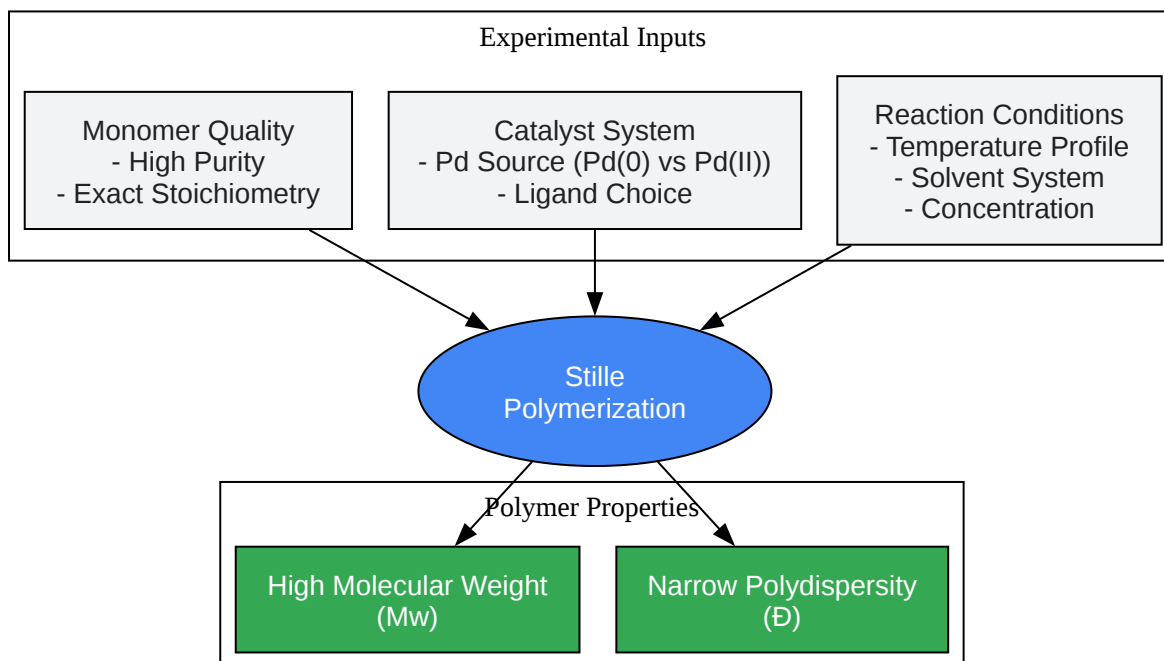 Experimental Inputs
Monomer Quality
- High Purity
- Exact Stoichiometry
Catalyst System
- Pd Source (Pd(0) vs Pd(II))
- Ligand Choice
Reaction Conditions
- Temperature Profile
- Solvent System
- Concentration
Stille
Polymerization
Polymer Properties
High Molecular Weight
(Mw)
Narrow Polydispersity
(Đ)